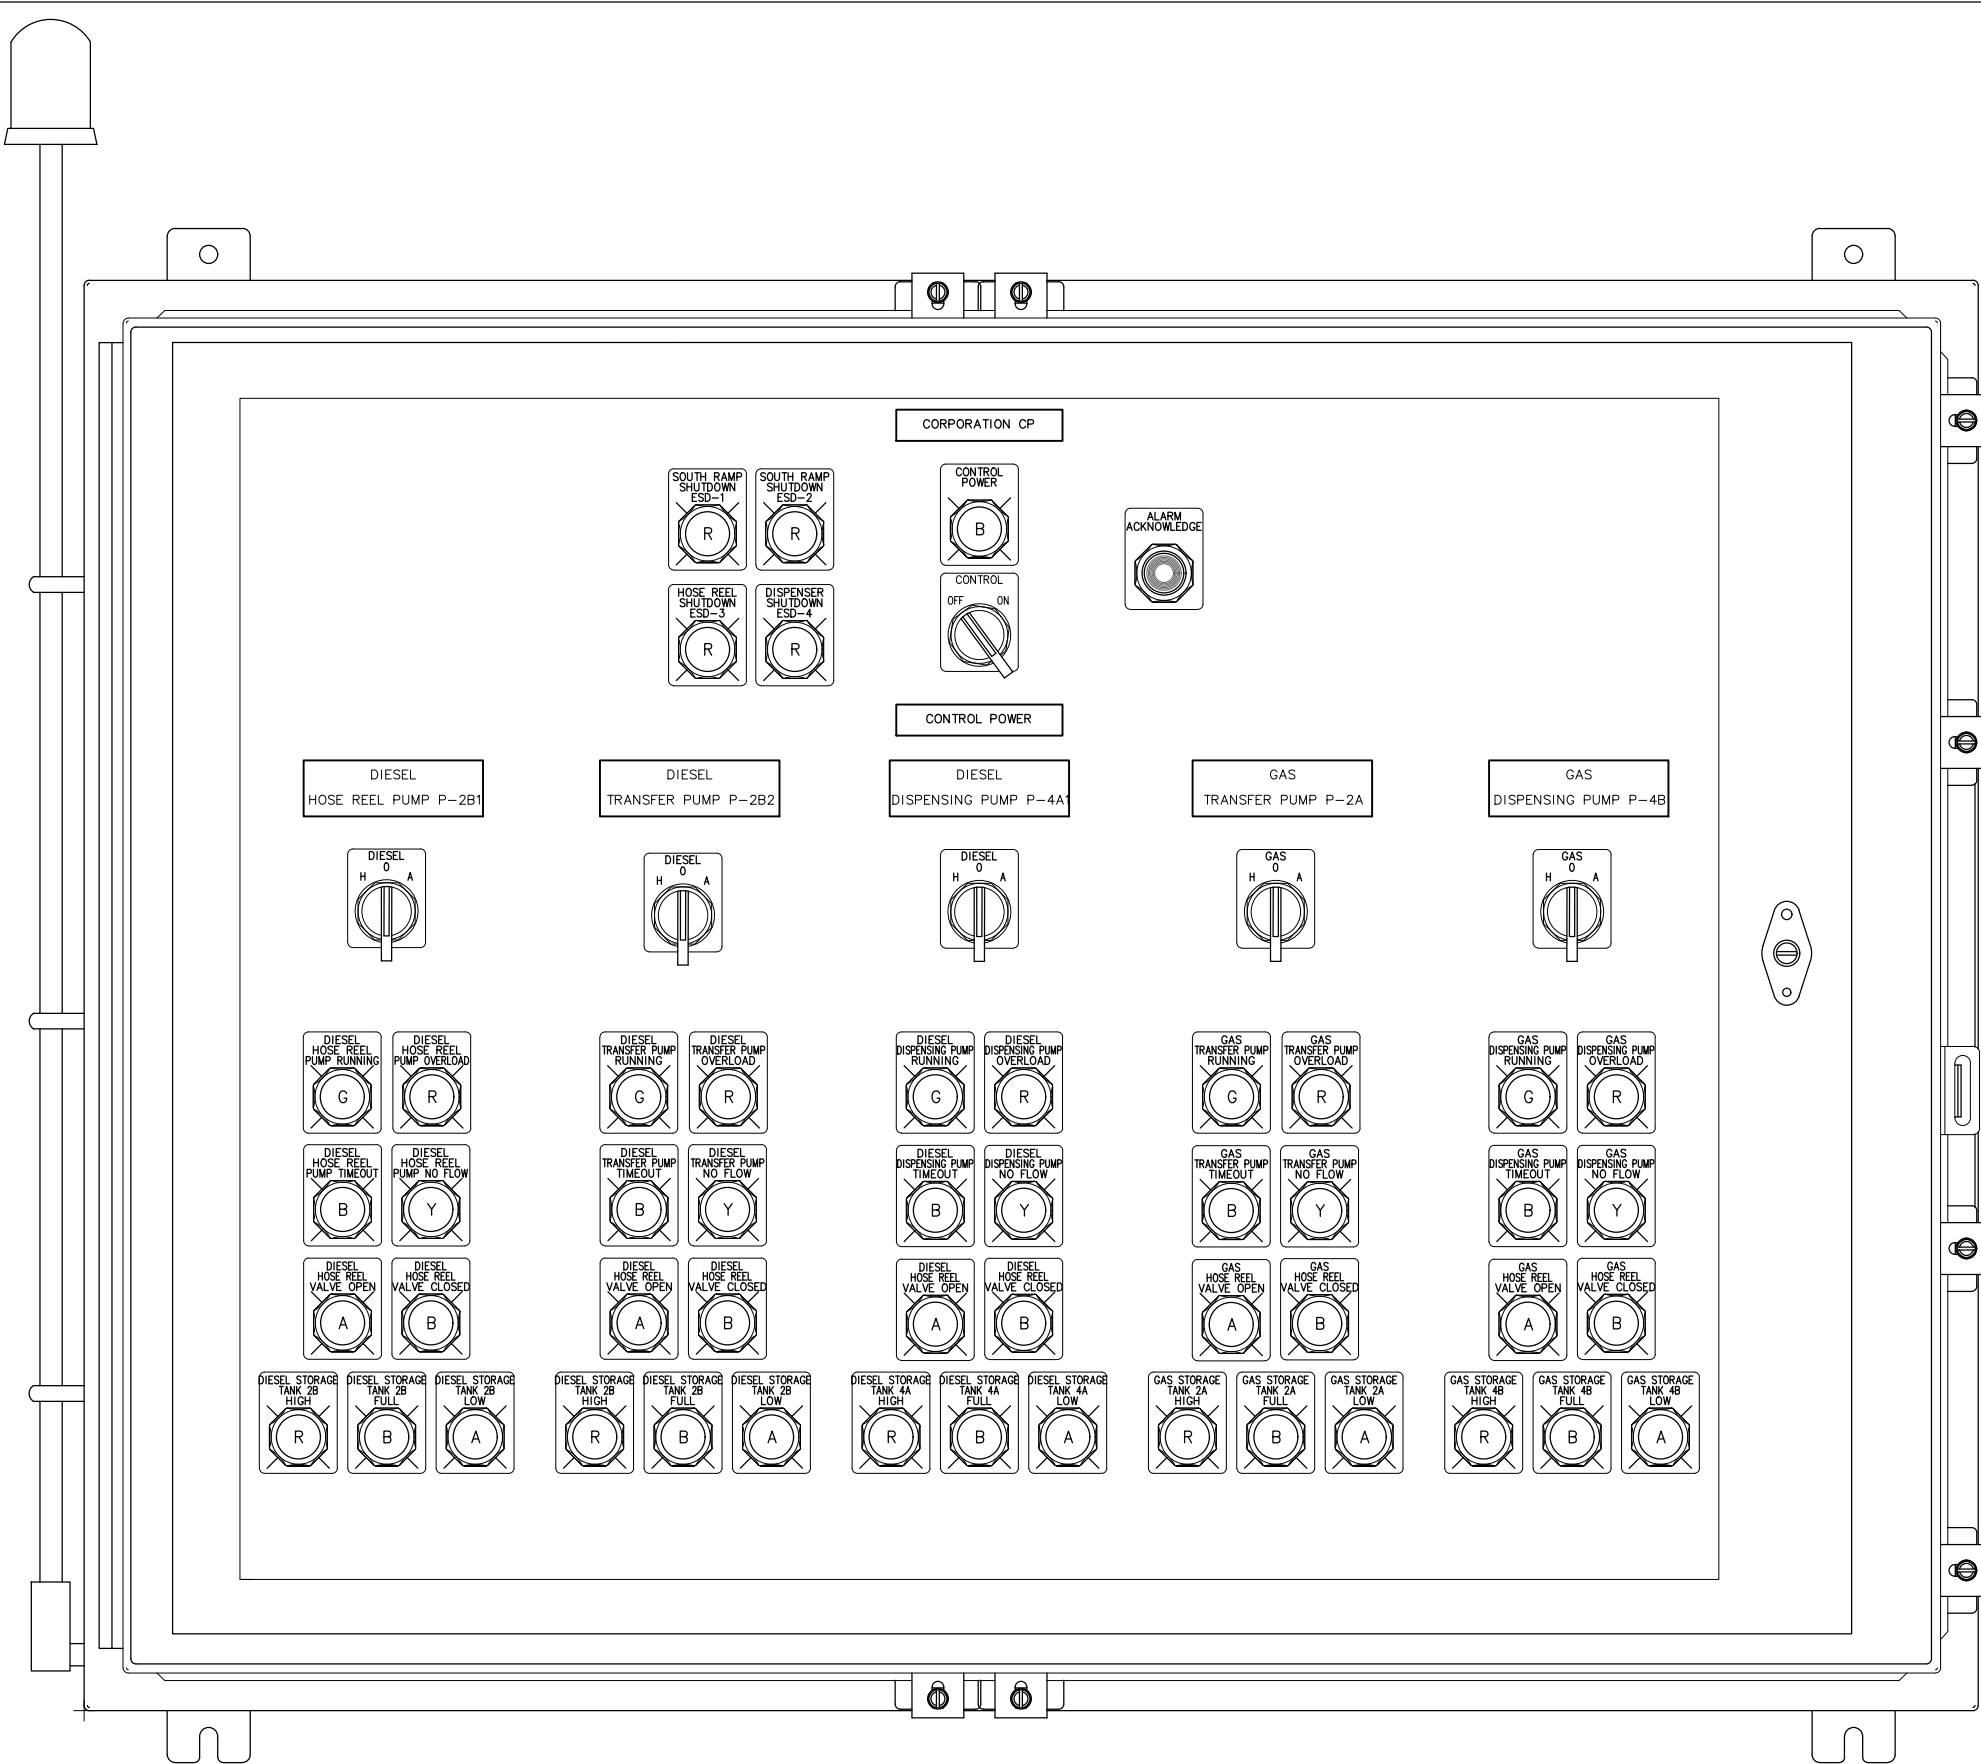 CORPORATION CP
SOUTH RAMP
SHUTDOWN
ESD-1
R
SOUTH RAMP
SHUTDOWN
ESD-2
R
CONTROL
POWER
B
ALARM
ACKNOWLEDGE
HOSE REEL
SHUTDOWN
ESD-3
R
DISPENSER
SHUTDOWN
ESD-4
R
CONTROL
OFF ON
CONTROL POWER
DIESEL
HOSE REEL PUMP P-2B1
DIESEL
TRANSFER PUMP P-2B2
DIESEL
DISPENSING PUMP P-4A1
GAS
TRANSFER PUMP P-2A
GAS
DISPENSING PUMP P-4B
DIESEL
0
H A
DIESEL
0
H A
DIESEL
0
H A
GAS
0
H A
GAS
0
H A
DIESEL
HOSE REEL
PUMP RUNNING
G
DIESEL
HOSE REEL
PUMP OVERLOAD
R
DIESEL
TRANSFER PUMP
RUNNING
G
DIESEL
TRANSFER PUMP
OVERLOAD
R
DIESEL
DISPENSING PUMP
RUNNING
G
DIESEL
DISPENSING PUMP
OVERLOAD
R
GAS
TRANSFER PUMP
RUNNING
G
GAS
TRANSFER PUMP
OVERLOAD
R
GAS
DISPENSING PUMP
RUNNING
G
GAS
DISPENSING PUMP
OVERLOAD
R
DIESEL
HOSE REEL
PUMP TIMEOUT
B
DIESEL
HOSE REEL
PUMP NO FLOW
Y
DIESEL
TRANSFER PUMP
TIMEOUT
B
DIESEL
TRANSFER PUMP
NO FLOW
Y
DIESEL
DISPENSING PUMP
TIMEOUT
B
DIESEL
DISPENSING PUMP
NO FLOW
Y
GAS
TRANSFER PUMP
TIMEOUT
B
GAS
TRANSFER PUMP
NO FLOW
Y
GAS
DISPENSING PUMP
TIMEOUT
B
GAS
DISPENSING PUMP
NO FLOW
Y
DIESEL
HOSE REEL
VALVE OPEN
A
DIESEL
HOSE REEL
VALVE CLOSED
B
DIESEL
HOSE REEL
VALVE OPEN
A
DIESEL
HOSE REEL
VALVE CLOSED
B
DIESEL
HOSE REEL
VALVE OPEN
A
DIESEL
HOSE REEL
VALVE CLOSED
B
GAS
HOSE REEL
VALVE OPEN
A
GAS
HOSE REEL
VALVE CLOSED
B
GAS
HOSE REEL
VALVE OPEN
A
GAS
HOSE REEL
VALVE CLOSED
B
DIESEL STORAGE
TANK 2B
HIGH
R
DIESEL STORAGE
TANK 2B
FULL
B
DIESEL STORAGE
TANK 2B
LOW
A
DIESEL STORAGE
TANK 2B
HIGH
R
DIESEL STORAGE
TANK 2B
FULL
B
DIESEL STORAGE
TANK 2B
LOW
A
DIESEL STORAGE
TANK 4A
HIGH
R
DIESEL STORAGE
TANK 4A
FULL
B
DIESEL STORAGE
TANK 4A
LOW
A
GAS STORAGE
TANK 2A
HIGH
R
GAS STORAGE
TANK 2A
FULL
B
GAS STORAGE
TANK 2A
LOW
A
GAS STORAGE
TANK 4B
HIGH
R
GAS STORAGE
TANK 4B
FULL
B
GAS STORAGE
TANK 4B
LOW
A